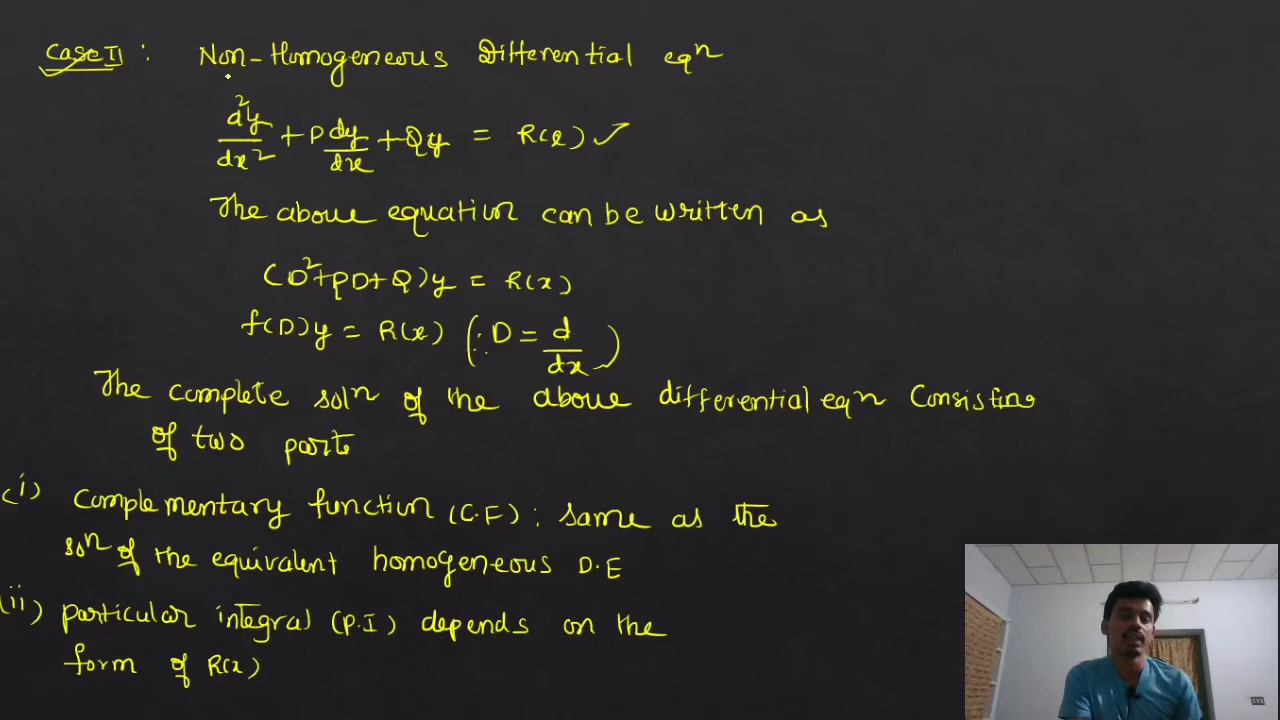 Case II : Non-Homogeneous Differential eqn
d²y/dx² + P dy/dx + Qy = R(x) ✓
The above equation can be written as
(D²+PD+Q)y = R(x)
f(D)y = R(x) (∵ D = d/dx)
The complete soln of the above differential eqn Consisting
of two parts
(i) Complementary function (C.F) : same as the
soln of the equivalent homogeneous D.E
(ii) particular integral (P.I) depends on the
form of R(x)